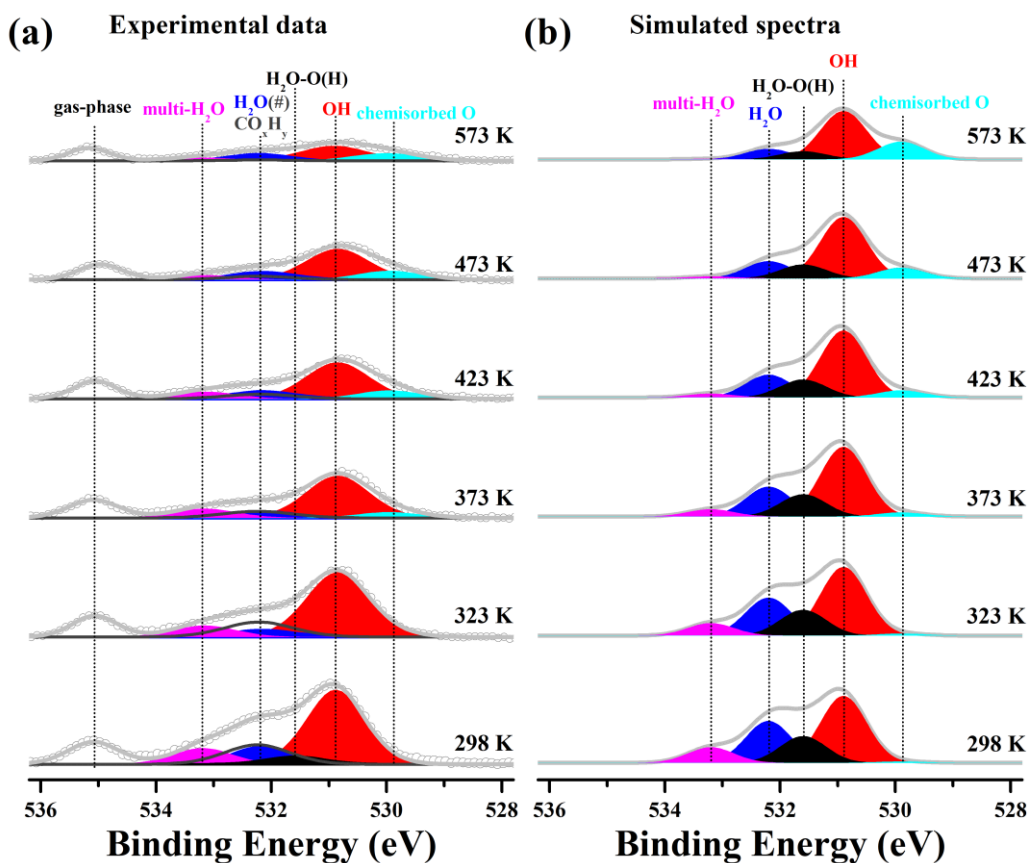 (a) Experimental data
H₂O-O(H)
gas-phase multi-H₂O H₂O(#) OH chemisorbed O
COₓHᵧ
573 K
473 K
423 K
373 K
323 K
298 K
536 534 532 530 528
Binding Energy (eV)
(b) Simulated spectra
OH
H₂O-O(H)
multi-H₂O H₂O chemisorbed O
573 K
473 K
423 K
373 K
323 K
298 K
536 534 532 530 528
Binding Energy (eV)